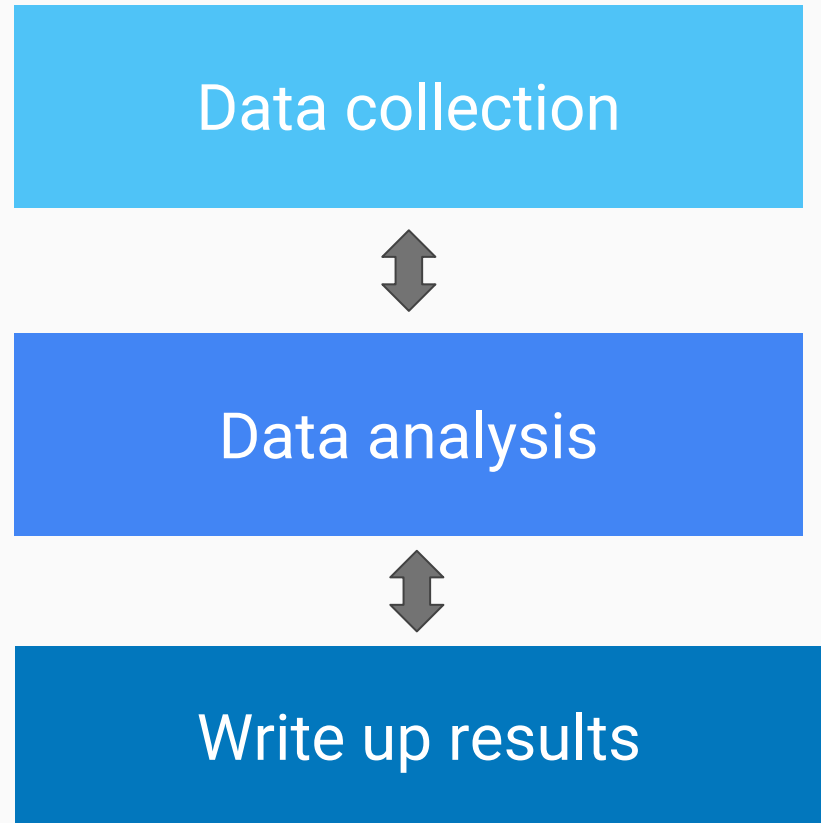 Data collection
Data analysis
Write up results